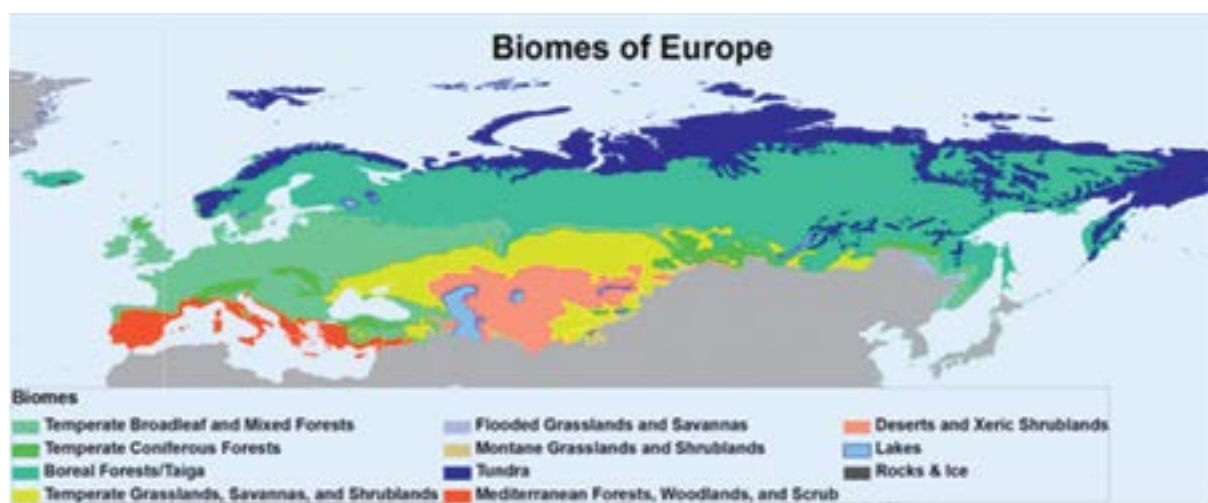 Biomes of Europe
Biomes
Temperate Broadleaf and Mixed Forests
Temperate Coniferous Forests
Boreal Forests/Taiga
Temperate Grasslands, Savannas, and Shrublands
Flooded Grasslands and Savannas
Montane Grasslands and Shrublands
Tundra
Mediterranean Forests, Woodlands, and Scrub
Deserts and Xeric Shrublands
Lakes
Rocks & Ice